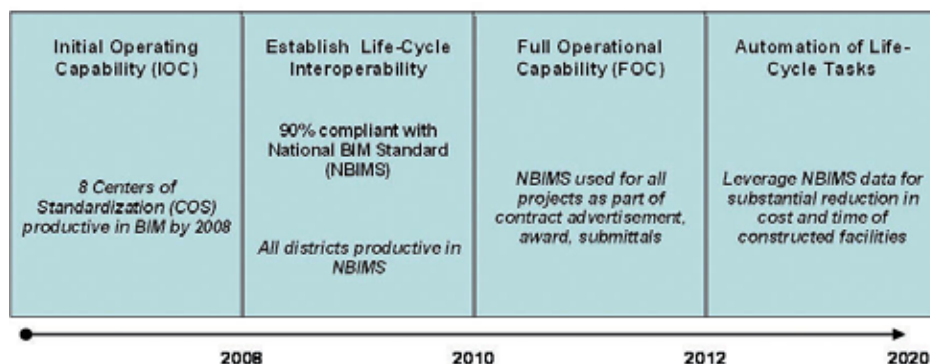 Initial Operating
Capability (IOC)
8 Centers of
Standardization (COS)
productive in BIM by 2008
Establish Life-Cycle
Interoperability
90% compliant with
National BIM Standard
(NBIMS)
All districts productive in
NBIMS
Full Operational
Capability (FOC)
NBIMS used for all
projects as part of
contract advertisement,
award, submittals
Automation of Life-
Cycle Tasks
Leverage NBIMS data for
substantial reduction in
cost and time of
constructed facilities
2008
2010
2012
2020